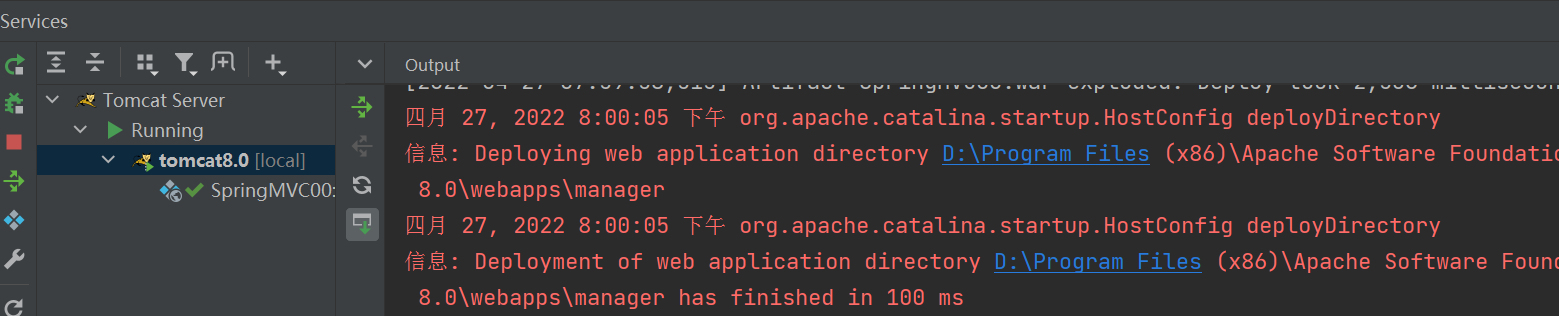 Services
Output
Tomcat Server
Running
tomcat8.0 [local]
SpringMVC00:
四月 27, 2022 8:00:05 下午 org.apache.catalina.startup.HostConfig deployDirectory
信息: Deploying web application directory D:\Program Files (x86)\Apache Software Foundatio
8.0\webapps\manager
四月 27, 2022 8:00:05 下午 org.apache.catalina.startup.HostConfig deployDirectory
信息: Deployment of web application directory D:\Program Files (x86)\Apache Software Foun
8.0\webapps\manager has finished in 100 ms